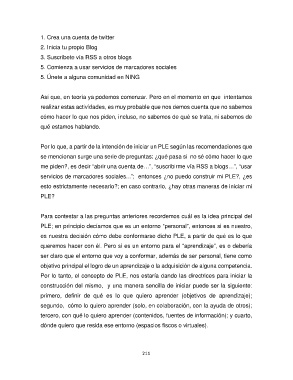 1. Crea una cuenta de twitter
2. Inicia tu propio Blog
3. Suscríbete vía RSS a otros blogs
5. Comienza a usar servicios de marcadores sociales
5. Únete a alguna comunidad en NING
Así que, en teoría ya podemos comenzar. Pero en el momento en que intentamos
realizar estas actividades, es muy probable que nos demos cuenta que no sabemos
cómo hacer lo que nos piden, incluso, no sabemos de qué se trata, ni sabemos de
qué estamos hablando.
Por lo que, a partir de la intención de iniciar un PLE según las recomendaciones que
se mencionan surge una serie de preguntas: ¿qué pasa si no sé cómo hacer lo que
me piden?, es decir "abrir una cuenta de...", "suscribirme vía RSS a blogs ...", "usar
servicios de marcadores sociales..."; entonces ¿no puedo construir mi PLE?, ¿es
esto estrictamente necesario?; en caso contrario, ¿hay otras maneras de iniciar mi
PLE?
Para contestar a las preguntas anteriores recordemos cuál es la idea principal del
PLE; en principio decíamos que es un entorno "personal", entonces si es nuestro,
es nuestra decisión cómo debe conformarse dicho PLE, a partir de qué es lo que
queremos hacer con él. Pero si es un entorno para el "aprendizaje", es o debería
ser claro que el entorno que voy a conformar, además de ser personal, tiene como
objetivo principal el logro de un aprendizaje o la adquisición de alguna competencia.
Por lo tanto, el concepto de PLE, nos estaría dando las directrices para iniciar la
construcción del mismo, y una manera sencilla de iniciar puede ser la siguiente:
primero, definir de qué es lo que quiero aprender (objetivos de aprendizaje);
segundo, cómo lo quiero aprender (solo, en colaboración, con la ayuda de otros);
tercero, con qué lo quiero aprender (contenidos, fuentes de información); y cuarto,
dónde quiero que resida ese entorno (espacios fijos o virtuales).